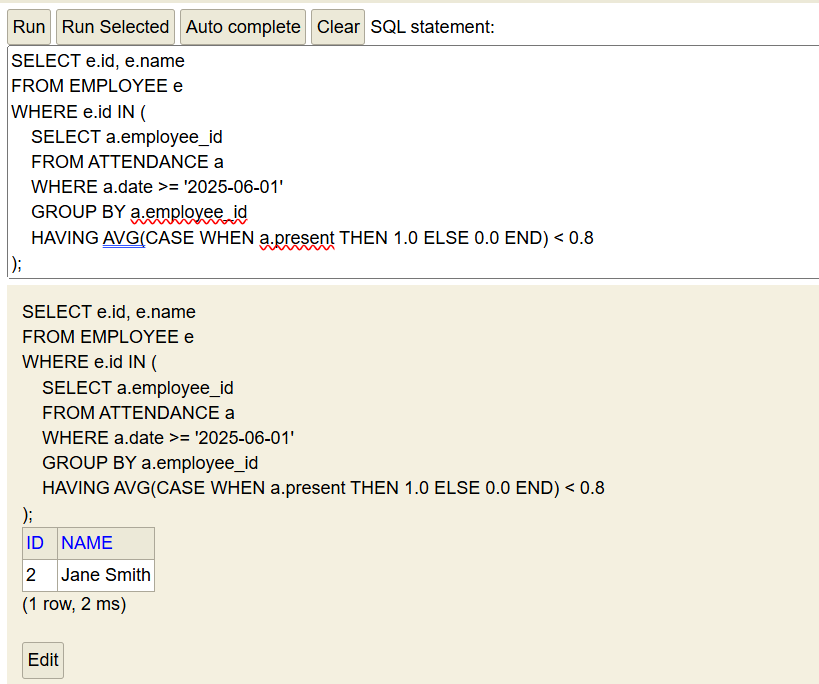 Run Run Selected Auto complete Clear SQL statement:
SELECT e.id, e.name
FROM EMPLOYEE e
WHERE e.id IN (
    SELECT a.employee_id
    FROM ATTENDANCE a
    WHERE a.date >= '2025-06-01'
    GROUP BY a.employee_id
    HAVING AVG(CASE WHEN a.present THEN 1.0 ELSE 0.0 END) < 0.8
);
SELECT e.id, e.name
FROM EMPLOYEE e
WHERE e.id IN (
    SELECT a.employee_id
    FROM ATTENDANCE a
    WHERE a.date >= '2025-06-01'
    GROUP BY a.employee_id
    HAVING AVG(CASE WHEN a.present THEN 1.0 ELSE 0.0 END) < 0.8
);
ID NAME
2 Jane Smith
(1 row, 2 ms)
Edit